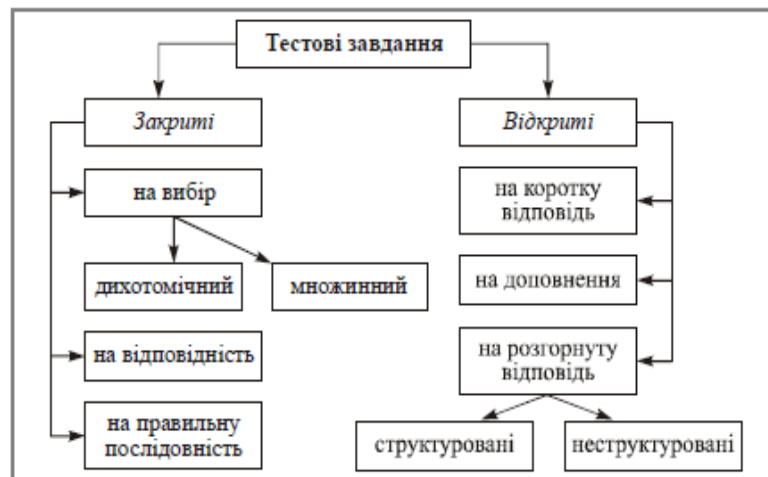 Тестові завдання
Закриті
на вибір
дихотомічний
множинний
на відповідність
на правильну
послідовність
Відкриті
на коротку
відповідь
на доповнення
на розгорнуту
відповідь
структуровані
неструктуровані